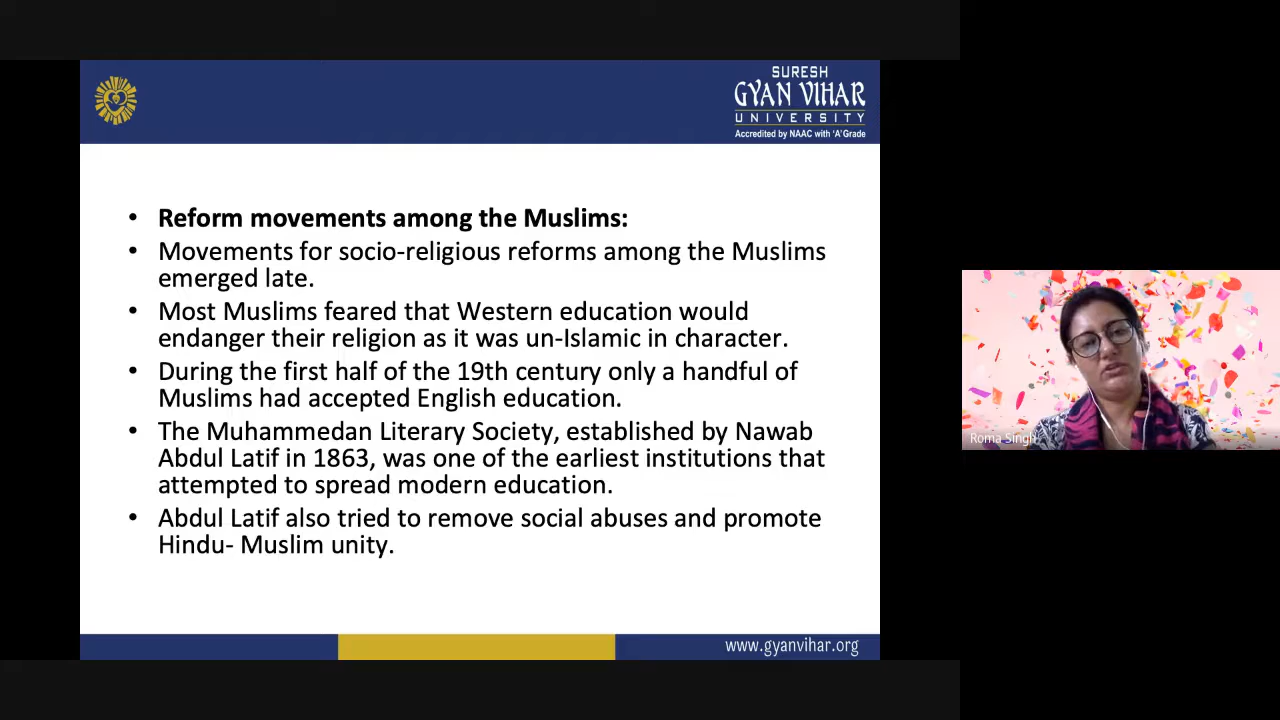 SURESH
GYAN VIHAR
UNIVERSITY
Accredited by NAAC with 'A' Grade
• Reform movements among the Muslims:
• Movements for socio-religious reforms among the Muslims
emerged late.
• Most Muslims feared that Western education would
endanger their religion as it was un-Islamic in character.
• During the first half of the 19th century only a handful of
Muslims had accepted English education.
• The Muhammedan Literary Society, established by Nawab
Abdul Latif in 1863, was one of the earliest institutions that
attempted to spread modern education.
• Abdul Latif also tried to remove social abuses and promote
Hindu- Muslim unity.
Roma Singh
www.gyanvihar.org